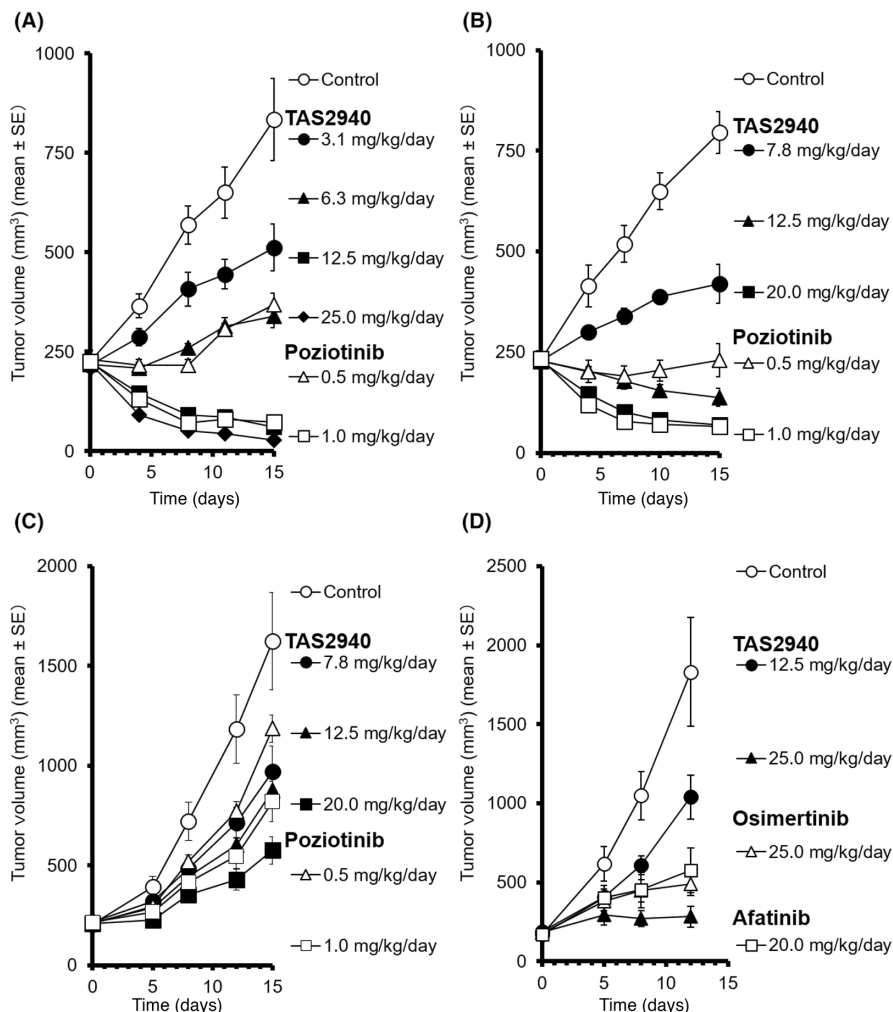 (A)
1000
750
500
250
0
Tumor volume (mm³) (mean ± SE)
0 5 10 15
Time (days)
Control
TAS2940
3.1 mg/kg/day
6.3 mg/kg/day
12.5 mg/kg/day
25.0 mg/kg/day
Poziotinib
0.5 mg/kg/day
1.0 mg/kg/day
(B)
1000
750
500
250
0
Tumor volume (mm³) (mean ± SE)
0 5 10 15
Time (days)
Control
TAS2940
7.8 mg/kg/day
12.5 mg/kg/day
20.0 mg/kg/day
Poziotinib
0.5 mg/kg/day
1.0 mg/kg/day
(C)
2000
1500
1000
500
0
Tumor volume (mm³) (mean ± SE)
0 5 10 15
Time (days)
Control
TAS2940
7.8 mg/kg/day
12.5 mg/kg/day
20.0 mg/kg/day
Poziotinib
0.5 mg/kg/day
1.0 mg/kg/day
(D)
2500
2000
1500
1000
500
0
Tumor volume (mm³) (mean ± SE)
0 5 10 15
Time (days)
Control
TAS2940
12.5 mg/kg/day
25.0 mg/kg/day
Osimertinib
25.0 mg/kg/day
Afatinib
20.0 mg/kg/day